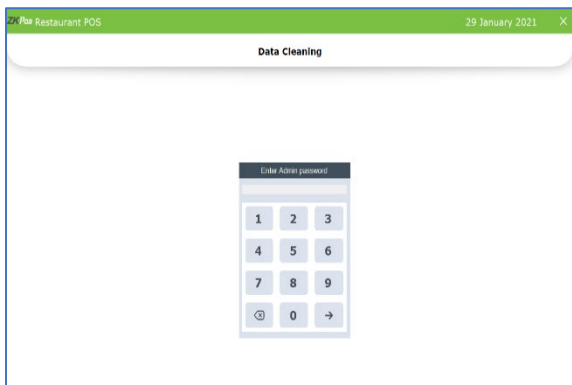 ZKPos Restaurant POS 29 January 2021 X
Data Cleaning
Enter Admin password
1 2 3
4 5 6
7 8 9
0 →